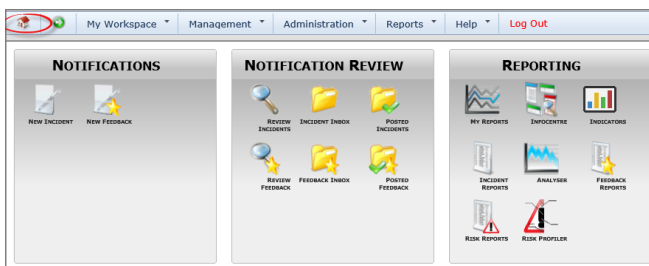 My Workspace Management Administration Reports Help Log Out
NOTIFICATIONS
NEW INCIDENT NEW FEEDBACK
NOTIFICATION REVIEW
REVIEW INCIDENTS INCIDENT INBOX POSTED INCIDENTS
REVIEW FEEDBACK FEEDBACK INBOX POSTED FEEDBACK
REPORTING
MY REPORTS INFOCENTRE INDICATORS
INCIDENT REPORTS ANALYSER FEEDBACK REPORTS
RISK REPORTS RISK PROFILER